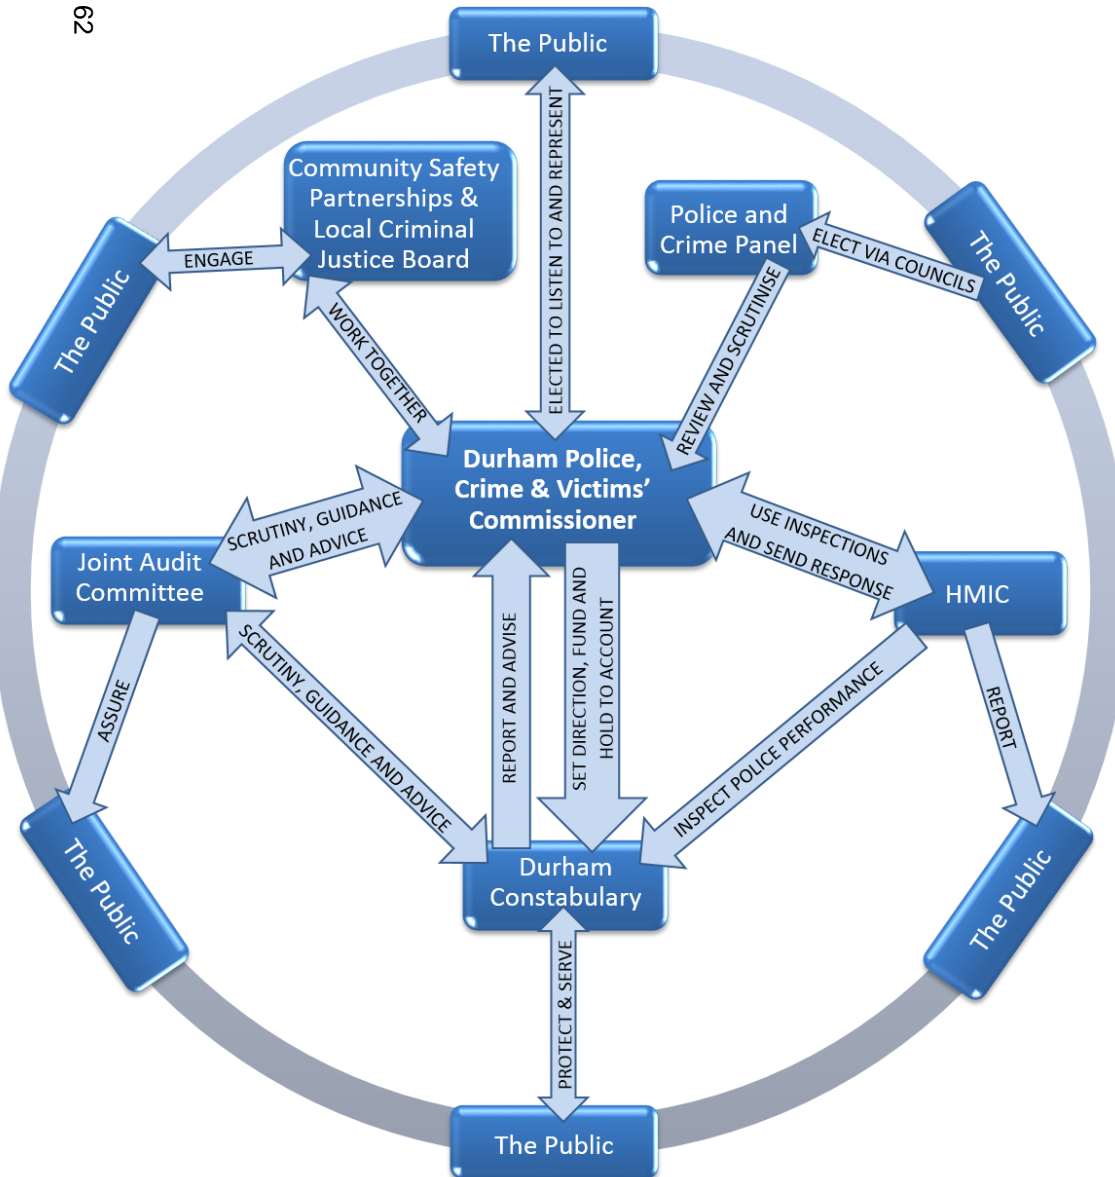 62
The Public
Community Safety
Partnerships &
Local Criminal
Justice Board
Police and
Crime Panel
ELECTED TO LISTEN TO AND REPRESENT
ELECT VIA COUNCILS
The Public
ENGAGE
The Public
WORK TOGETHER
REVIEW AND SCRUTINISE
Durham Police,
Crime & Victims’
Commissioner
SCRUTINY, GUIDANCE
AND ADVICE
USE INSPECTIONS
AND SEND RESPONSE
Joint Audit
Committee
HMIC
REPORT AND ADVISE
SET DIRECTION, FUND AND
HOLD TO ACCOUNT
SCRUTINY, GUIDANCE AND ADVICE
INSPECT POLICE PERFORMANCE
ASSURE
REPORT
The Public
Durham
Constabulary
The Public
PROTECT & SERVE
The Public